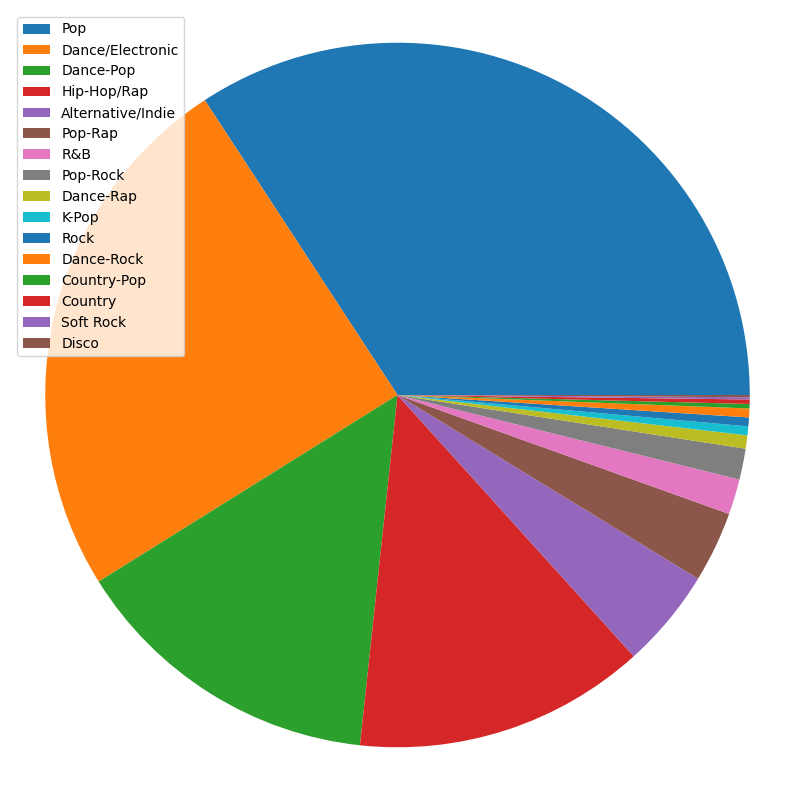 Pop
Dance/Electronic
Dance-Pop
Hip-Hop/Rap
Alternative/Indie
Pop-Rap
R&B
Pop-Rock
Dance-Rap
K-Pop
Rock
Dance-Rock
Country-Pop
Country
Soft Rock
Disco